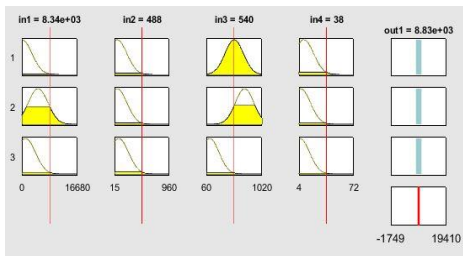 in1 = 8.34e+03 in2 = 488 in3 = 540 in4 = 38
out1 = 8.83e+03
1
2
3
0 16680 15 960 60 1020 4 72
-1749 19410